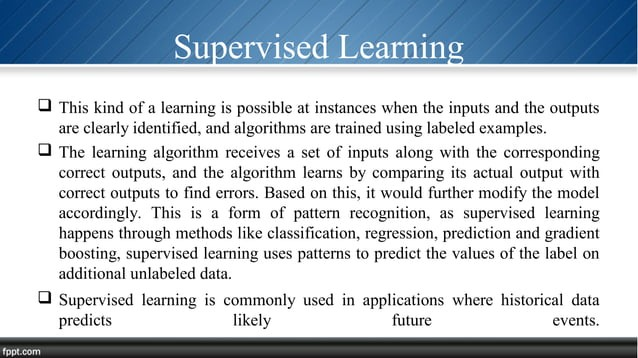 Supervised Learning
❑ This kind of a learning is possible at instances when the inputs and the outputs
are clearly identified, and algorithms are trained using labeled examples.
❑ The learning algorithm receives a set of inputs along with the corresponding
correct outputs, and the algorithm learns by comparing its actual output with
correct outputs to find errors. Based on this, it would further modify the model
accordingly. This is a form of pattern recognition, as supervised learning
happens through methods like classification, regression, prediction and gradient
boosting, supervised learning uses patterns to predict the values of the label on
additional unlabeled data.
❑ Supervised learning is commonly used in applications where historical data
predicts likely future events.
fppt.com